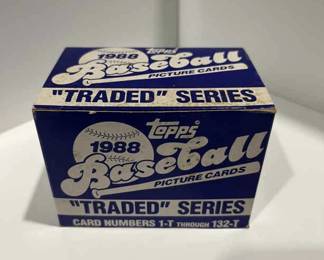 topps
1988
Baseball
PICTURE CARDS
"TRADED" SERIES
topps
1988
Baseball
PICTURE CARDS
"TRADED" SERIES
CARD NUMBERS 1-T THROUGH 132-T